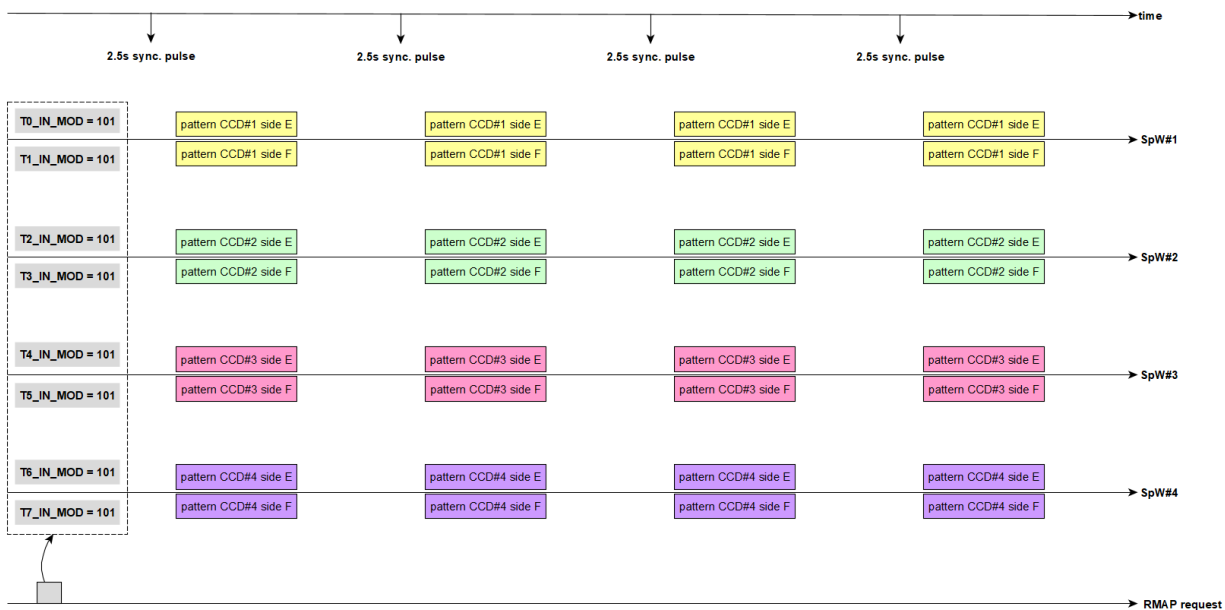 time
2.5s sync. pulse 2.5s sync. pulse 2.5s sync. pulse 2.5s sync. pulse
T0_IN_MOD = 101 pattern CCD#1 side E pattern CCD#1 side E pattern CCD#1 side E pattern CCD#1 side E
SpW#1
T1_IN_MOD = 101 pattern CCD#1 side F pattern CCD#1 side F pattern CCD#1 side F pattern CCD#1 side F
T2_IN_MOD = 101 pattern CCD#2 side E pattern CCD#2 side E pattern CCD#2 side E pattern CCD#2 side E
SpW#2
T3_IN_MOD = 101 pattern CCD#2 side F pattern CCD#2 side F pattern CCD#2 side F pattern CCD#2 side F
T4_IN_MOD = 101 pattern CCD#3 side E pattern CCD#3 side E pattern CCD#3 side E pattern CCD#3 side E
SpW#3
T5_IN_MOD = 101 pattern CCD#3 side F pattern CCD#3 side F pattern CCD#3 side F pattern CCD#3 side F
T6_IN_MOD = 101 pattern CCD#4 side E pattern CCD#4 side E pattern CCD#4 side E pattern CCD#4 side E
SpW#4
T7_IN_MOD = 101 pattern CCD#4 side F pattern CCD#4 side F pattern CCD#4 side F pattern CCD#4 side F
RMAP request